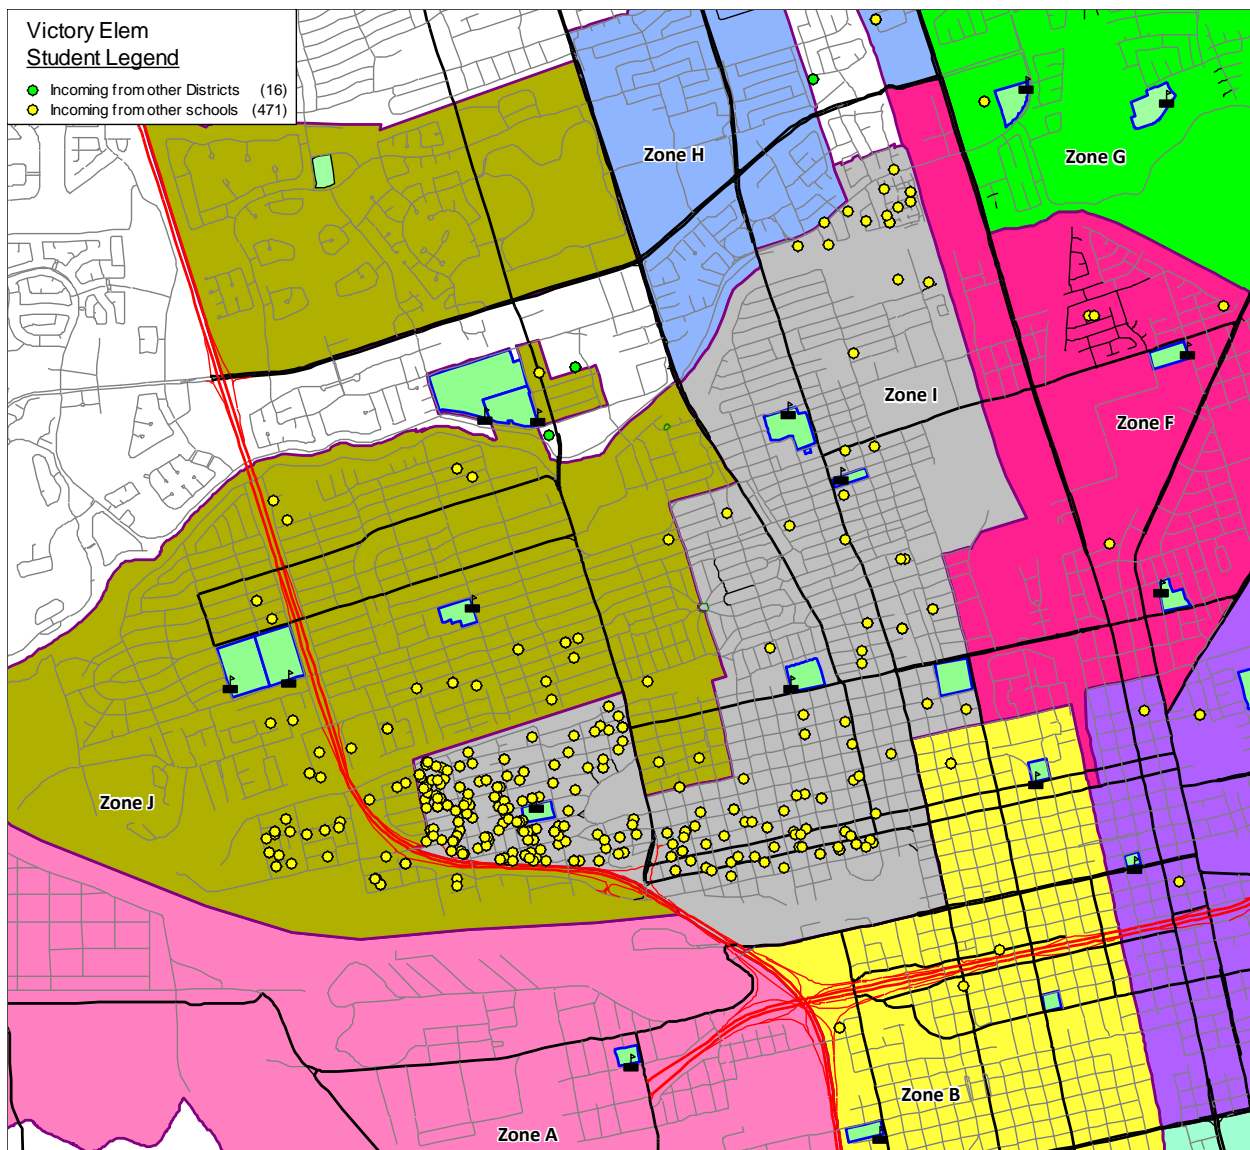 Victory Elem
Student Legend
Incoming from other Districts (16)
Incoming from other schools (471)
Zone H
Zone G
Zone I
Zone F
Zone J
Zone B
Zone A